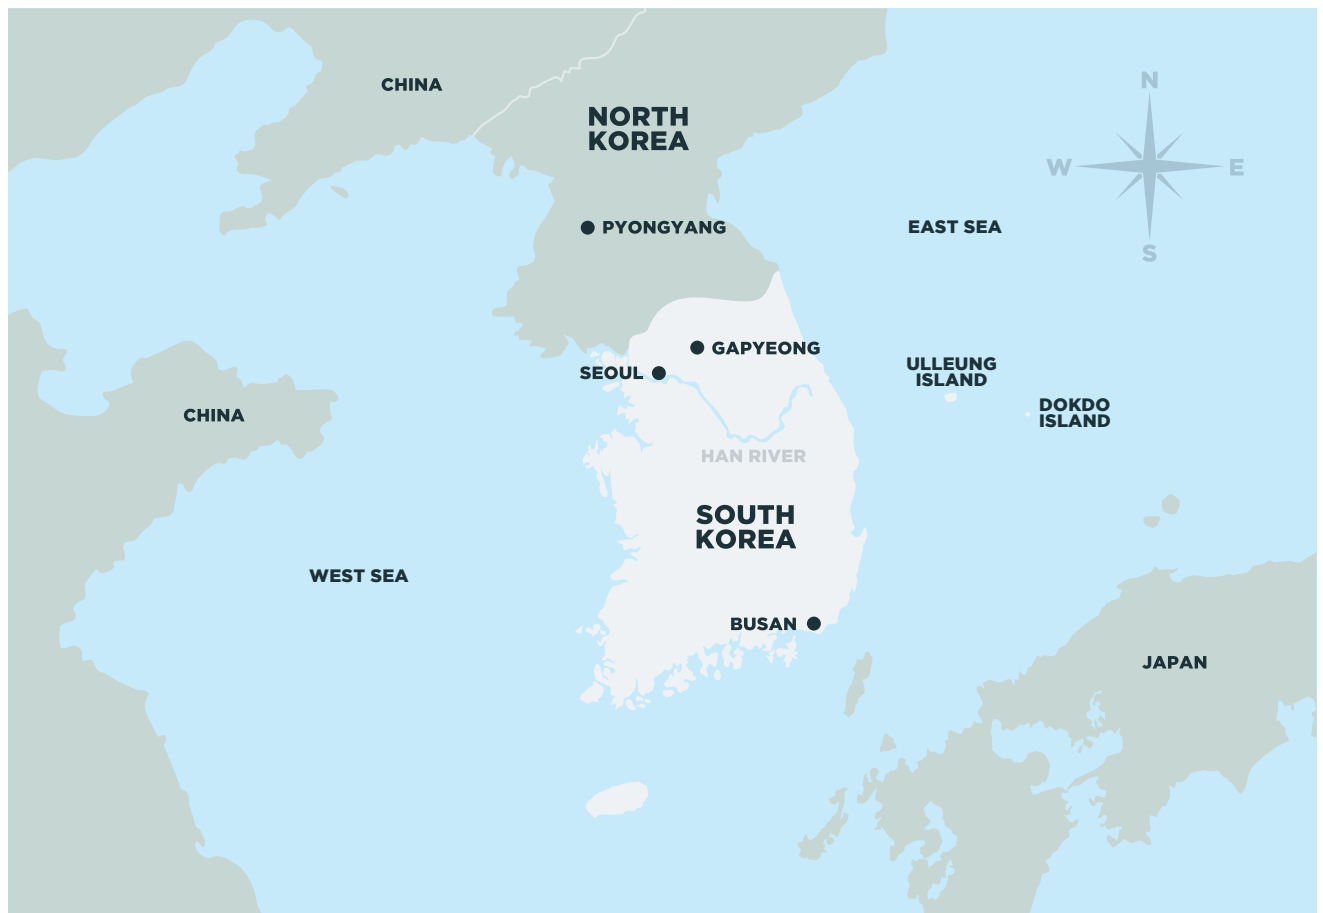 CHINA
N
NORTH
KOREA
W
E
PYONGYANG
EAST SEA
S
GAPYEONG
ULLEUNG
ISLAND
SEOUL
DOKDO
ISLAND
CHINA
HAN RIVER
SOUTH
KOREA
WEST SEA
BUSAN
JAPAN